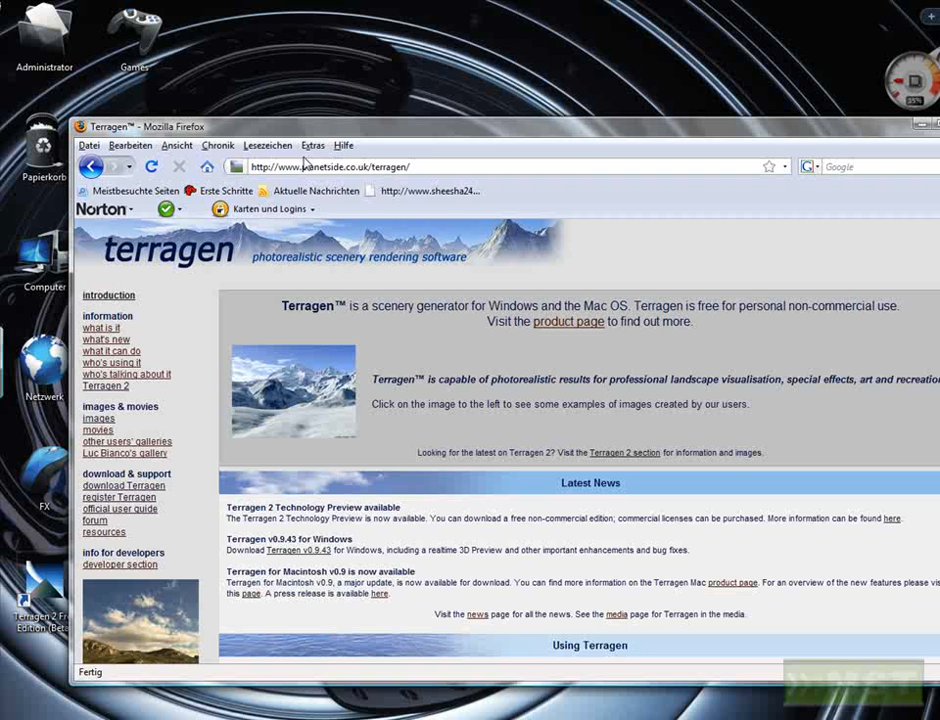 Administrator
Games
Papierkorb
Computer
Netzwerk
FX
Terragen 2 Fr
Edition (Beta
35%
Terragen™ - Mozilla Firefox
Datei Bearbeiten Ansicht Chronik Lesezeichen Extras Hilfe
http://www.planetside.co.uk/terragen/
Google
Meistbesuchte Seiten Erste Schritte Aktuelle Nachrichten http://www.sheesha24...
Norton Karten und Logins
terragen photorealistic scenery rendering software
introduction
information
what is it
what's new
what it can do
who's using it
who's talking about it
Terragen 2
images & movies
images
movies
other users' galleries
Luc Bianco's gallery
download & support
download Terragen
register Terragen
official user guide
forum
resources
info for developers
developer section
Terragen™ is a scenery generator for Windows and the Mac OS. Terragen is free for personal non-commercial use.
Visit the product page to find out more.
Terragen™ is capable of photorealistic results for professional landscape visualisation, special effects, art and recreation
Click on the image to the left to see some examples of images created by our users.
Looking for the latest on Terragen 2? Visit the Terragen 2 section for information and images.
Latest News
Terragen 2 Technology Preview available
The Terragen 2 Technology Preview is now available. You can download a free non-commercial edition; commercial licenses can be purchased. More information can be found here.
Terragen v0.9.43 for Windows
Download Terragen v0.9.43 for Windows, including a realtime 3D Preview and other important enhancements and bug fixes.
Terragen for Macintosh v0.9 is now available
Terragen for Macintosh v0.9, a major update, is now available for download. You can find more information on the Terragen Mac product page. For an overview of the new features please vis
this page. A press release is available here.
Visit the news page for all the news. See the media page for Terragen in the media.
Using Terragen
Fertig